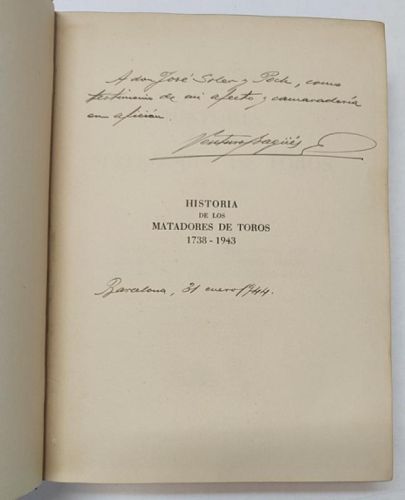 A don José Soler y Poch, como
testimonio de mi afecto y camaradería
en afición.
Ventura Bagüés
HISTORIA
DE LOS
MATADORES DE TOROS
1738 - 1943
Barcelona, 31 enero 1944.